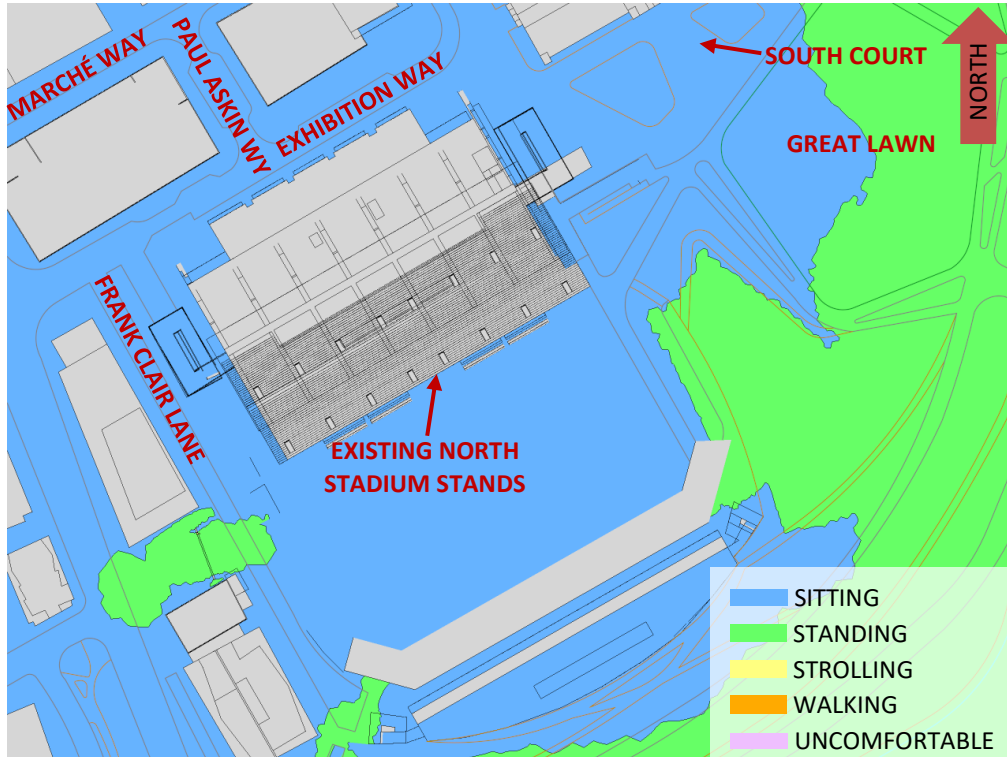 MARCHÉ WAY
PAUL ASKIN WY
EXHIBITION WAY
SOUTH COURT
NORTH
GREAT LAWN
FRANK CLAIR LANE
EXISTING NORTH
STADIUM STANDS
SITTING
STANDING
STROLLING
WALKING
UNCOMFORTABLE